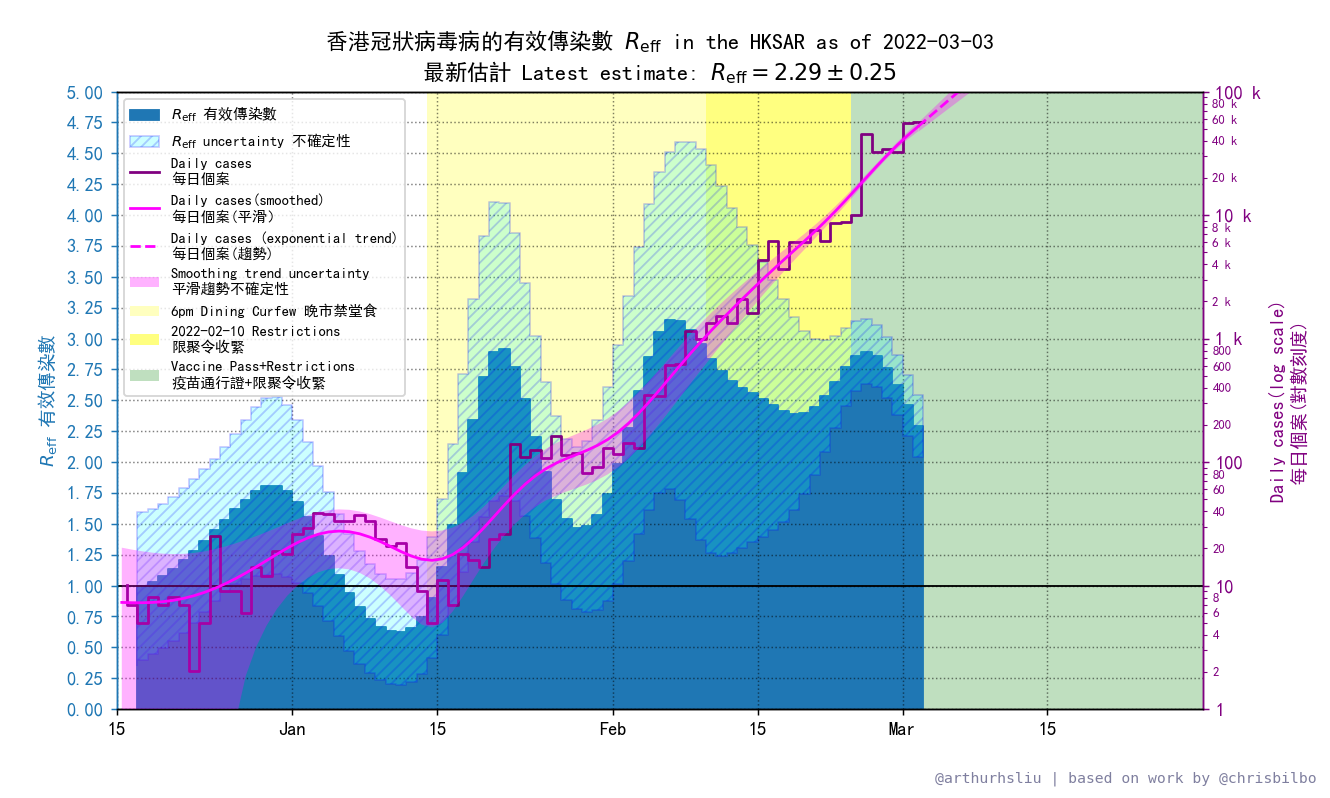 香港冠狀病毒病的有效傳染數 Reff in the HKSAR as of 2022-03-03
最新估計 Latest estimate: Reff = 2.29 ± 0.25
Reff 有效傳染數
Reff uncertainty 不確定性
Daily cases
每日個案
Daily cases(smoothed)
每日個案(平滑)
Daily cases (exponential trend)
每日個案(趨勢)
Smoothing trend uncertainty
平滑趨勢不確定性
6pm Dining Curfew 晚市禁堂食
2022-02-10 Restrictions
限聚令收緊
Vaccine Pass+Restrictions
疫苗通行證+限聚令收緊
Reff 有效傳染數
5.00
4.75
4.50
4.25
4.00
3.75
3.50
3.25
3.00
2.75
2.50
2.25
2.00
1.75
1.50
1.25
1.00
0.75
0.50
0.25
0.00
15
Jan
15
Feb
15
Mar
15
100 k
80 k
60 k
40 k
20 k
10 k
8 k
6 k
4 k
2 k
1 k
800
600
400
200
100
80
60
40
20
10
8
6
4
2
1
Daily cases(log scale)
每日個案(對數刻度)
@arthurhsliu | based on work by @chrisbilbo